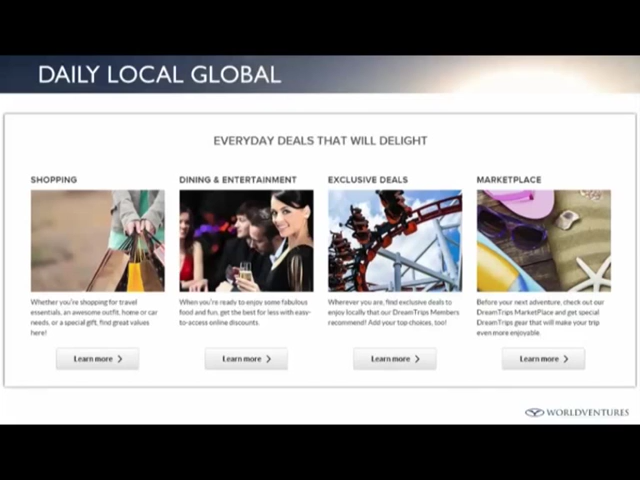 DAILY LOCAL GLOBAL
EVERYDAY DEALS THAT WILL DELIGHT
SHOPPING
Whether you're shopping for travel
essentials, an awesome outfit, home or car
needs, or a special gift, find great values
here!
Learn more >
DINING & ENTERTAINMENT
When you're ready to enjoy some fabulous
food and fun, get the best for less with easy-
to-access online discounts.
Learn more >
EXCLUSIVE DEALS
Wherever you are, find exclusive deals to
enjoy locally that our DreamTrips Members
recommend! Add your top choices, too!
Learn more >
MARKETPLACE
Before your next adventure, check out our
DreamTrips MarketPlace and get special
DreamTrips gear that will make your trip
even more enjoyable.
Learn more >
WORLDVENTURES